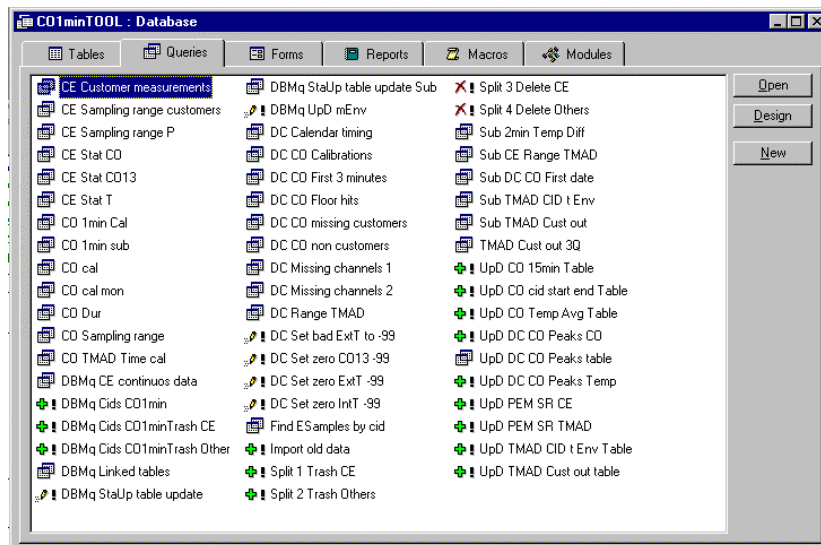 CO1minTOOL : Database
Tables Queries Forms Reports Macros Modules
CE Customer measurements
CE Sampling range customers
CE Sampling range P
CE Stat CO
CE Stat CO13
CE Stat T
CO 1min Cal
CO 1min sub
CO cal
CO cal mon
CO Dur
CO Sampling range
CO TMAD Time cal
DBMq CE continuos data
DBMq Cids CO1min
DBMq Cids CO1minTrash CE
DBMq Cids CO1minTrash Other
DBMq Linked tables
DBMq StaUp table update
DBMq StaUp table update Sub
DBMq UpD mEnv
DC Calendar timing
DC CO Calibrations
DC CO First 3 minutes
DC CO Floor hits
DC CO missing customers
DC CO non customers
DC Missing channels 1
DC Missing channels 2
DC Range TMAD
DC Set bad ExtT to -99
DC Set zero CO13 -99
DC Set zero ExtT -99
DC Set zero IntT -99
Find ESamples by cid
Import old data
Split 1 Trash CE
Split 2 Trash Others
Split 3 Delete CE
Split 4 Delete Others
Sub 2min Temp Diff
Sub CE Range TMAD
Sub DC CO First date
Sub TMAD CID t Env
Sub TMAD Cust out
TMAD Cust out 3Q
UpD CO 15min Table
UpD CO cid start end Table
UpD CO Temp Avg Table
UpD DC CO Peaks CO
UpD DC CO Peaks table
UpD DC CO Peaks Temp
UpD PEM SR CE
UpD PEM SR TMAD
UpD TMAD CID t Env Table
UpD TMAD Cust out table
Open
Design
New